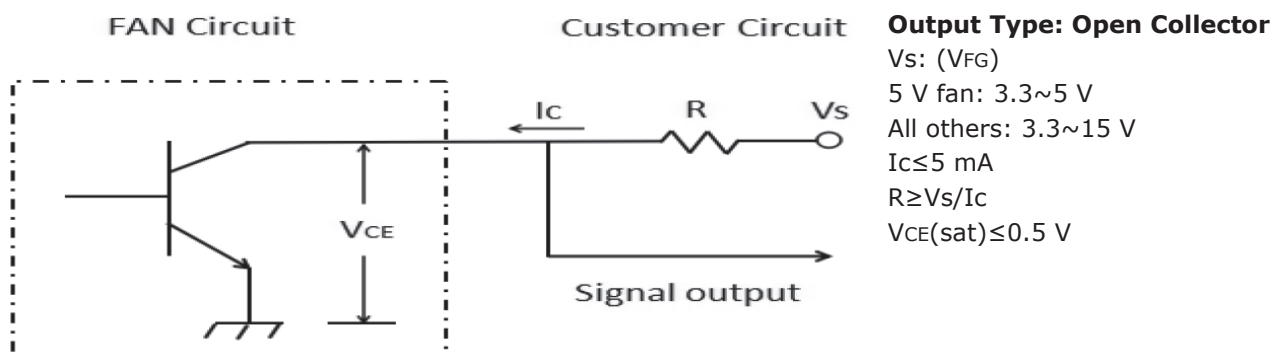 FAN Circuit
Customer Circuit
Ic
R
Vs
VCE
Signal output
Output Type: Open Collector
Vs: (VFG)
5 V fan: 3.3~5 V
All others: 3.3~15 V
Ic≤5 mA
R≥Vs/Ic
VCE(sat)≤0.5 V